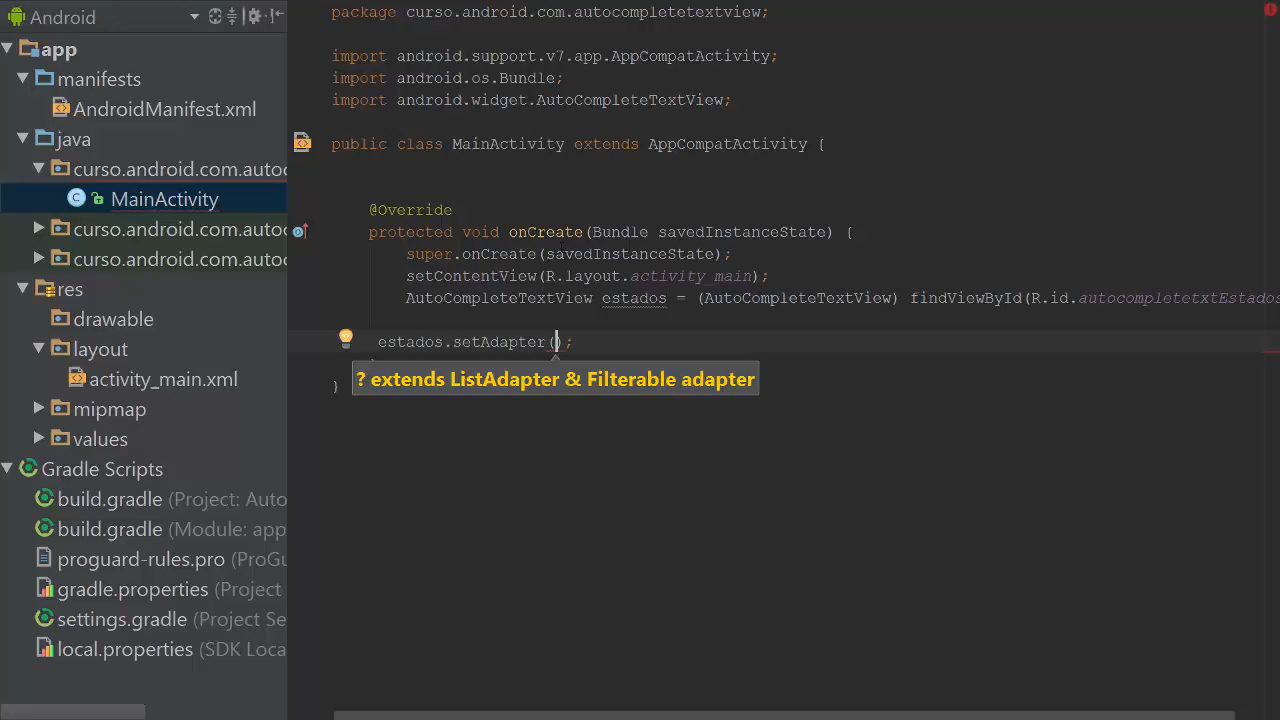 Android
app
manifests
AndroidManifest.xml
java
curso.android.com.autoc
MainActivity
curso.android.com.autoc
curso.android.com.autoc
res
drawable
layout
activity_main.xml
mipmap
values
Gradle Scripts
build.gradle (Project: Auto
build.gradle (Module: app
proguard-rules.pro (ProGu
gradle.properties (Project
settings.gradle (Project Se
local.properties (SDK Loca
package curso.android.com.autocompletetextview;
import android.support.v7.app.AppCompatActivity;
import android.os.Bundle;
import android.widget.AutoCompleteTextView;
public class MainActivity extends AppCompatActivity {
@Override
protected void onCreate(Bundle savedInstanceState) {
super.onCreate(savedInstanceState);
setContentView(R.layout.activity_main);
AutoCompleteTextView estados = (AutoCompleteTextView) findViewById(R.id.autocompletetxtEstados
estados.setAdapter();
? extends ListAdapter & Filterable adapter
}